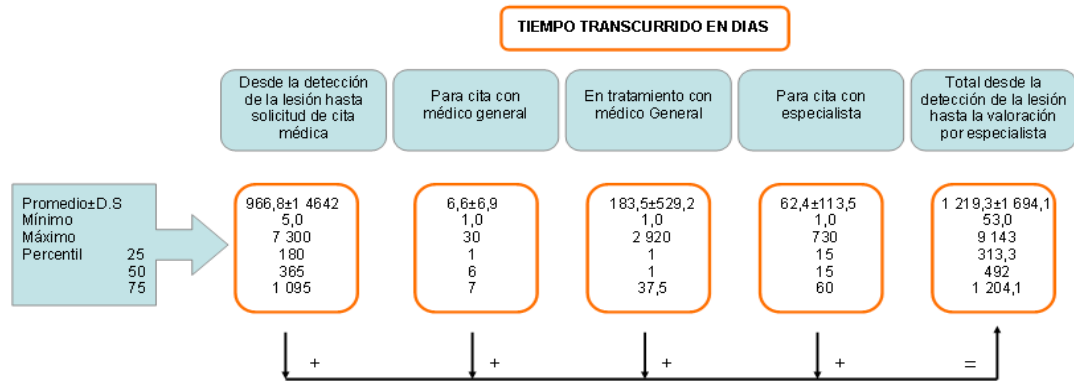 TIEMPO TRANSCURRIDO EN DIAS
Desde la detección
de la lesión hasta
solicitud de cita
médica
Para cita con
médico general
En tratamiento con
médico General
Para cita con
especialista
Total desde la
detección de la lesión
hasta la valoración
por especialista
Promedio±D.S
Mínimo
Máximo
Percentil 25
50
75
966,8±1 4642
5,0
7 300
180
365
1 095
6,6±6,9
1,0
30
1
6
7
183,5±529,2
1,0
2 920
1
1
37,5
62,4±113,5
1,0
730
15
15
60
1 219,3±1 694,1
53,0
9 143
313,3
492
1 204,1
+ + + + =